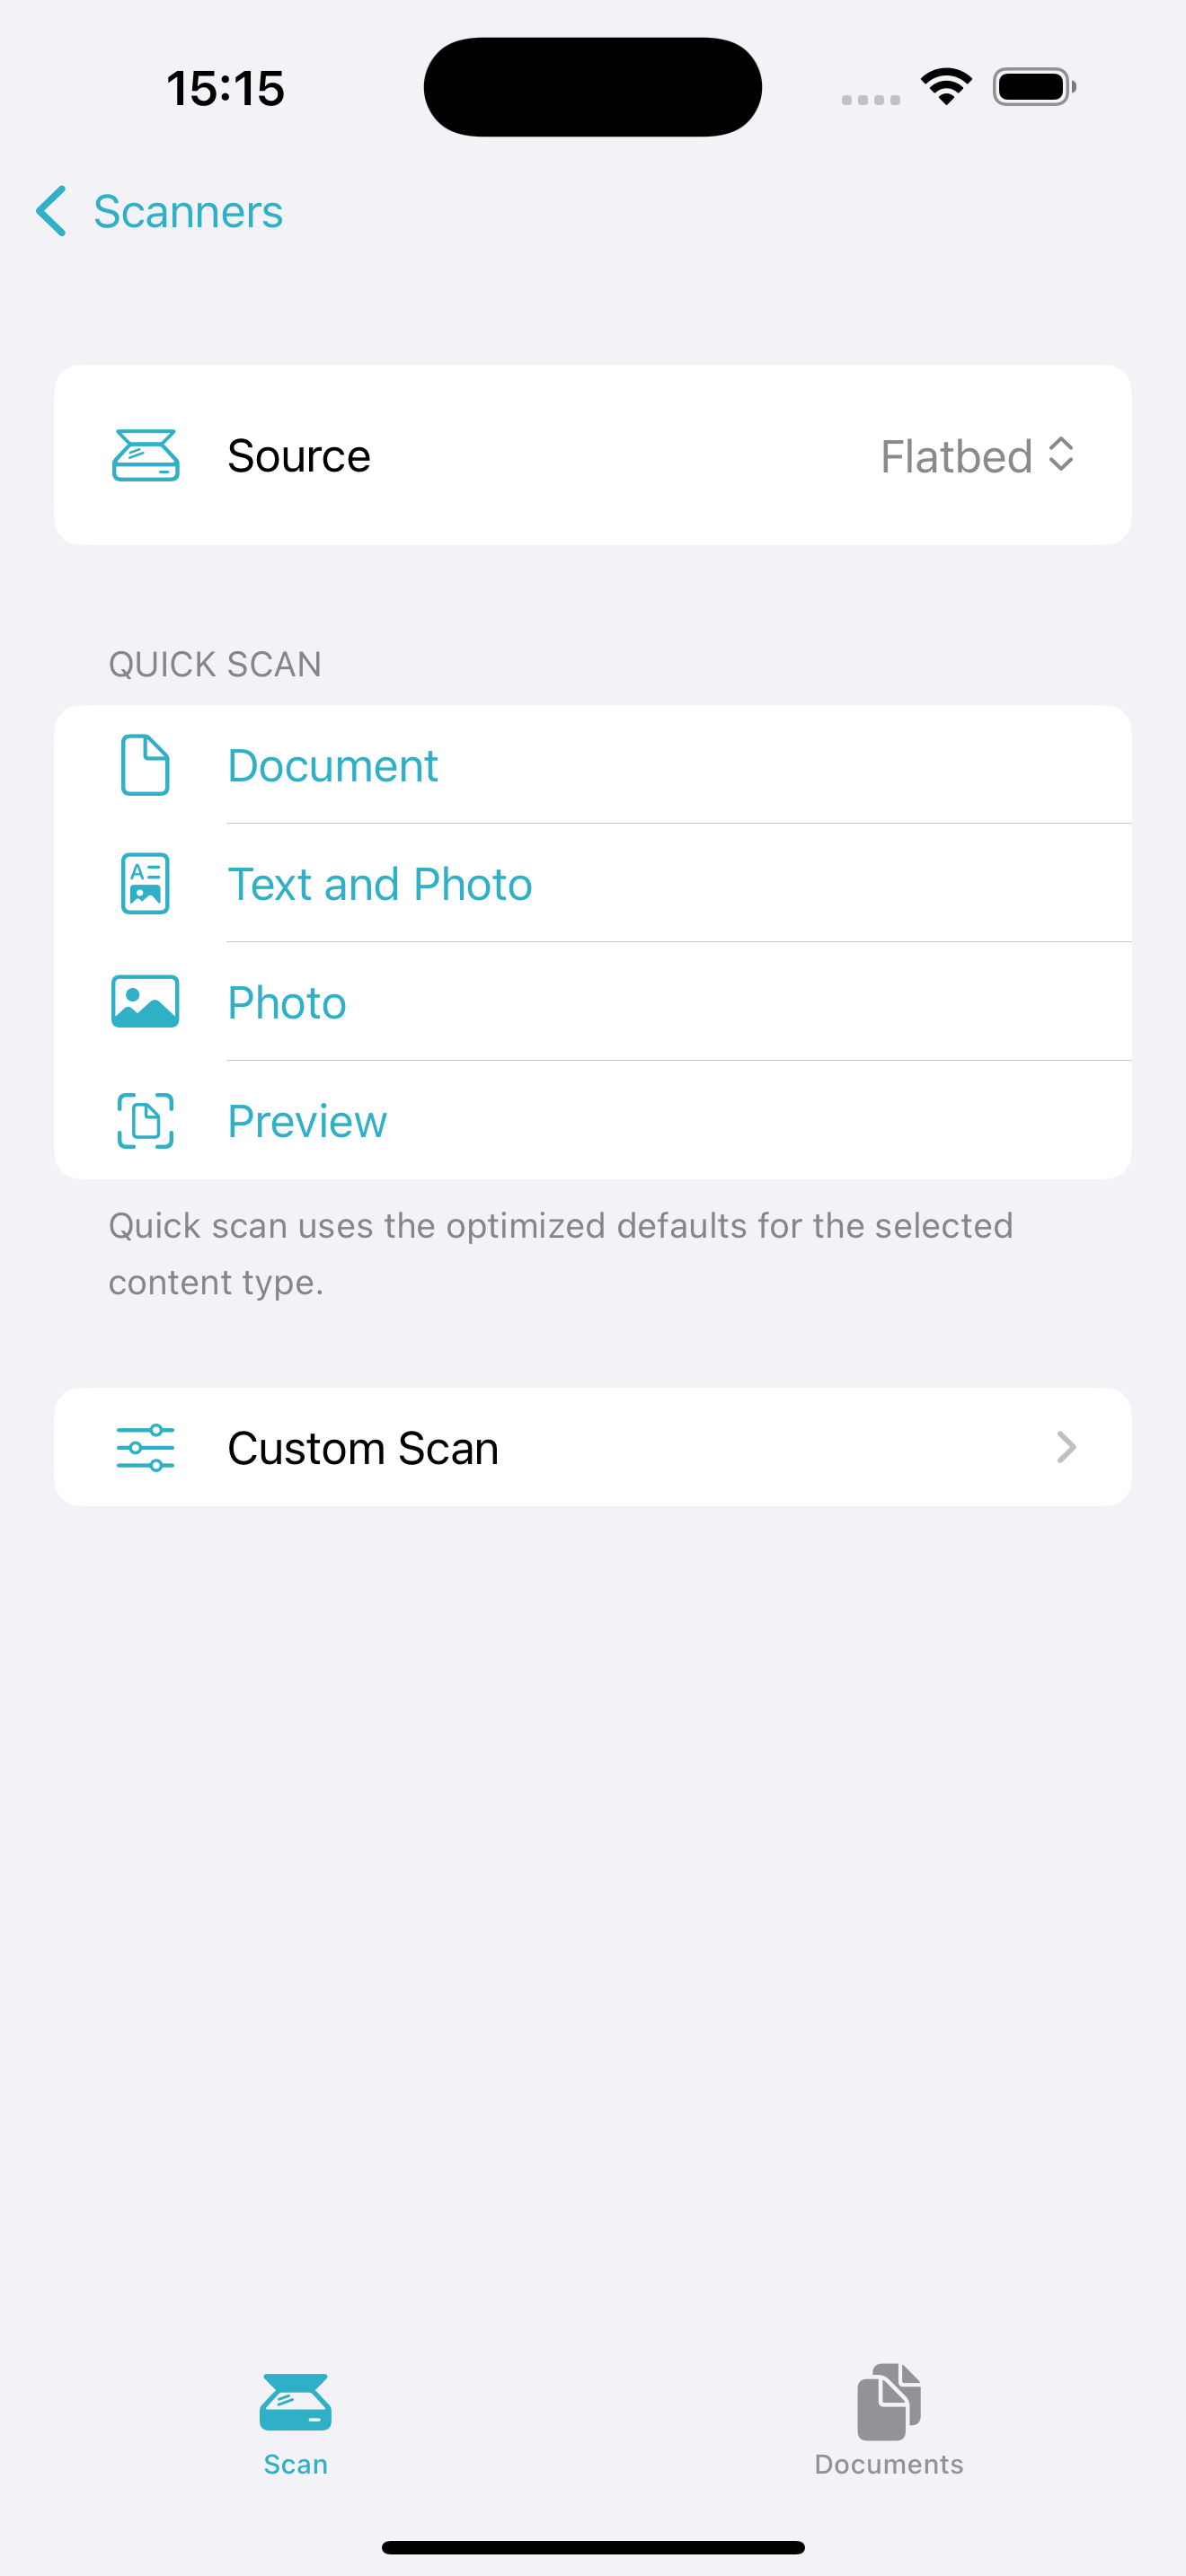 15:15
Scanners
Source
Flatbed
QUICK SCAN
Document
Text and Photo
Photo
Preview
Quick scan uses the optimized defaults for the selected
content type.
Custom Scan
Scan
Documents